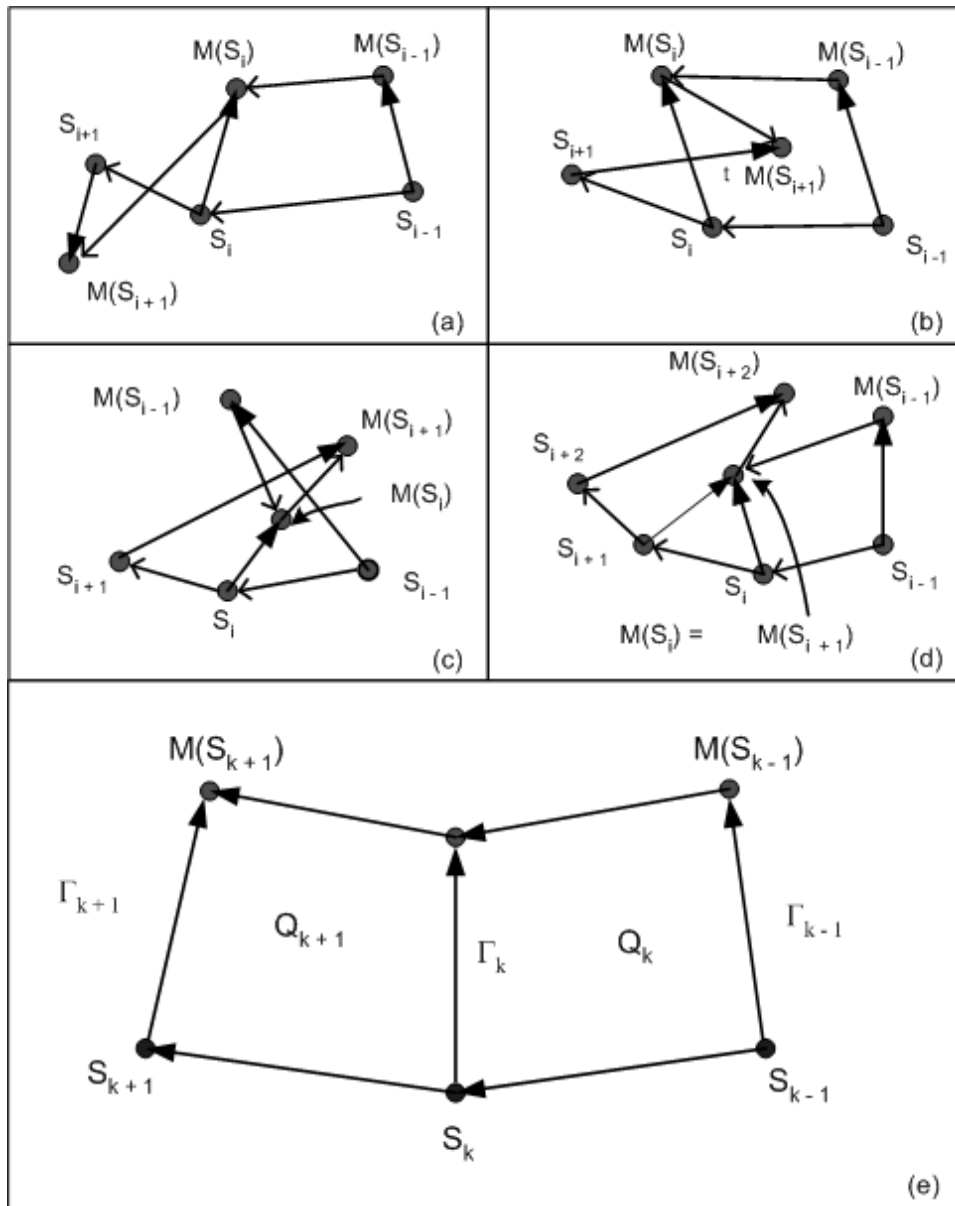 M(S_i)
M(S_{i-1})
S_{i+1}
S_i
S_{i-1}
M(S_{i+1})
(a)
M(S_i)
M(S_{i-1})
S_{i+1}
t M(S_{i+1})
S_i
S_{i-1}
(b)
M(S_{i-1})
M(S_{i+1})
M(S_i)
S_{i+1}
S_{i-1}
S_i
(c)
M(S_{i+2})
M(S_{i-1})
S_{i+2}
S_{i+1}
S_i
S_{i-1}
M(S_i) = M(S_{i+1})
(d)
M(S_{k+1})
M(S_{k-1})
Γ_{k+1}
Q_{k+1}
Γ_k
Q_k
Γ_{k-1}
S_{k+1}
S_{k-1}
S_k
(e)